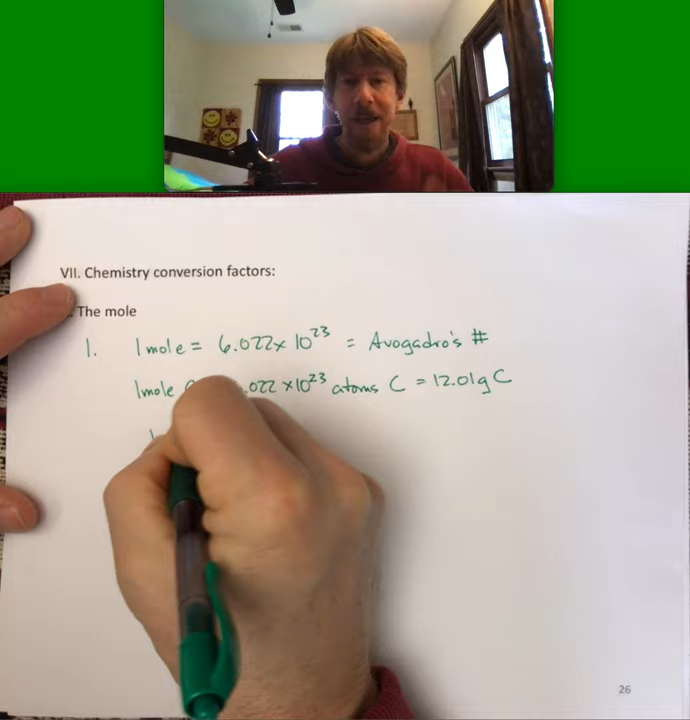 VII. Chemistry conversion factors:
The mole
1. 1 mole = 6.022 x 10^23 = Avogadro's #
1 mole .022 x 10^23 atoms C = 12.01g C
26